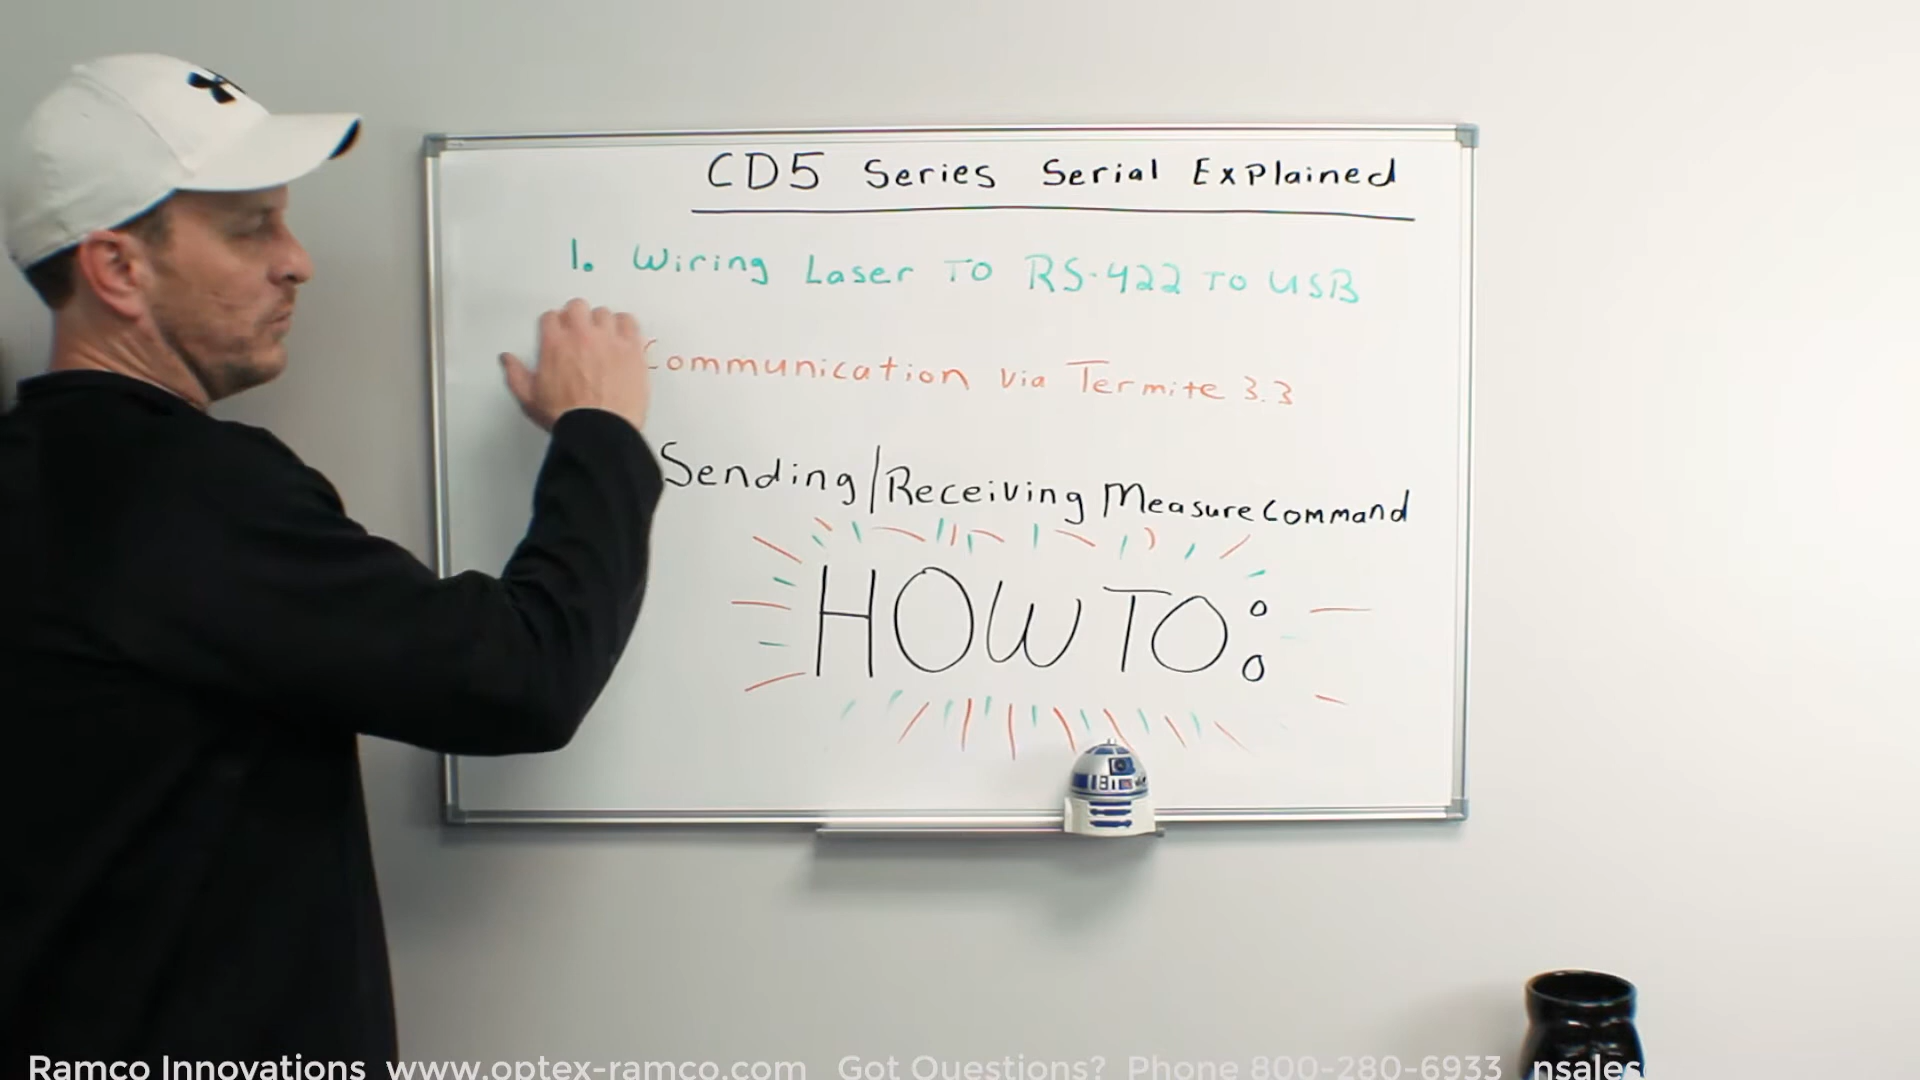 CD5 Series Serial Explained
1. Wiring Laser To RS-422 To USB
Communication via Termite 3.3
Sending/Receiving Measure Command
HOW TO:
Ramco Innovations www.optex-ramco.com Got Questions? Phone 800-280-6933 nsales